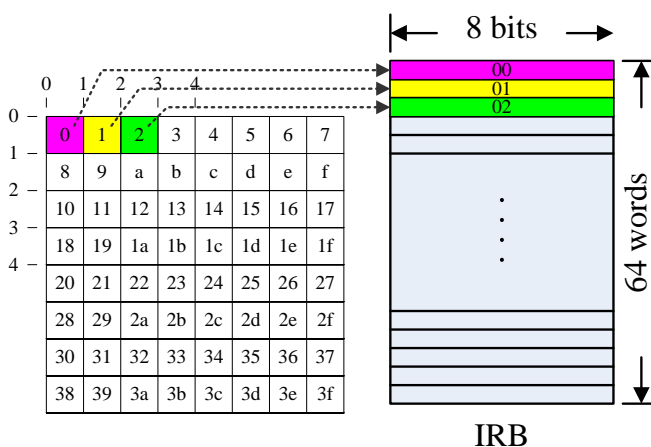 8 bits
00
01
02
0 1 2 3 4
0
1
2
3
4
0 1 2 3 4 5 6 7
8 9 a b c d e f
10 11 12 13 14 15 16 17
18 19 1a 1b 1c 1d 1e 1f
20 21 22 23 24 25 26 27
28 29 2a 2b 2c 2d 2e 2f
30 31 32 33 34 35 36 37
38 39 3a 3b 3c 3d 3e 3f
64 words
IRB